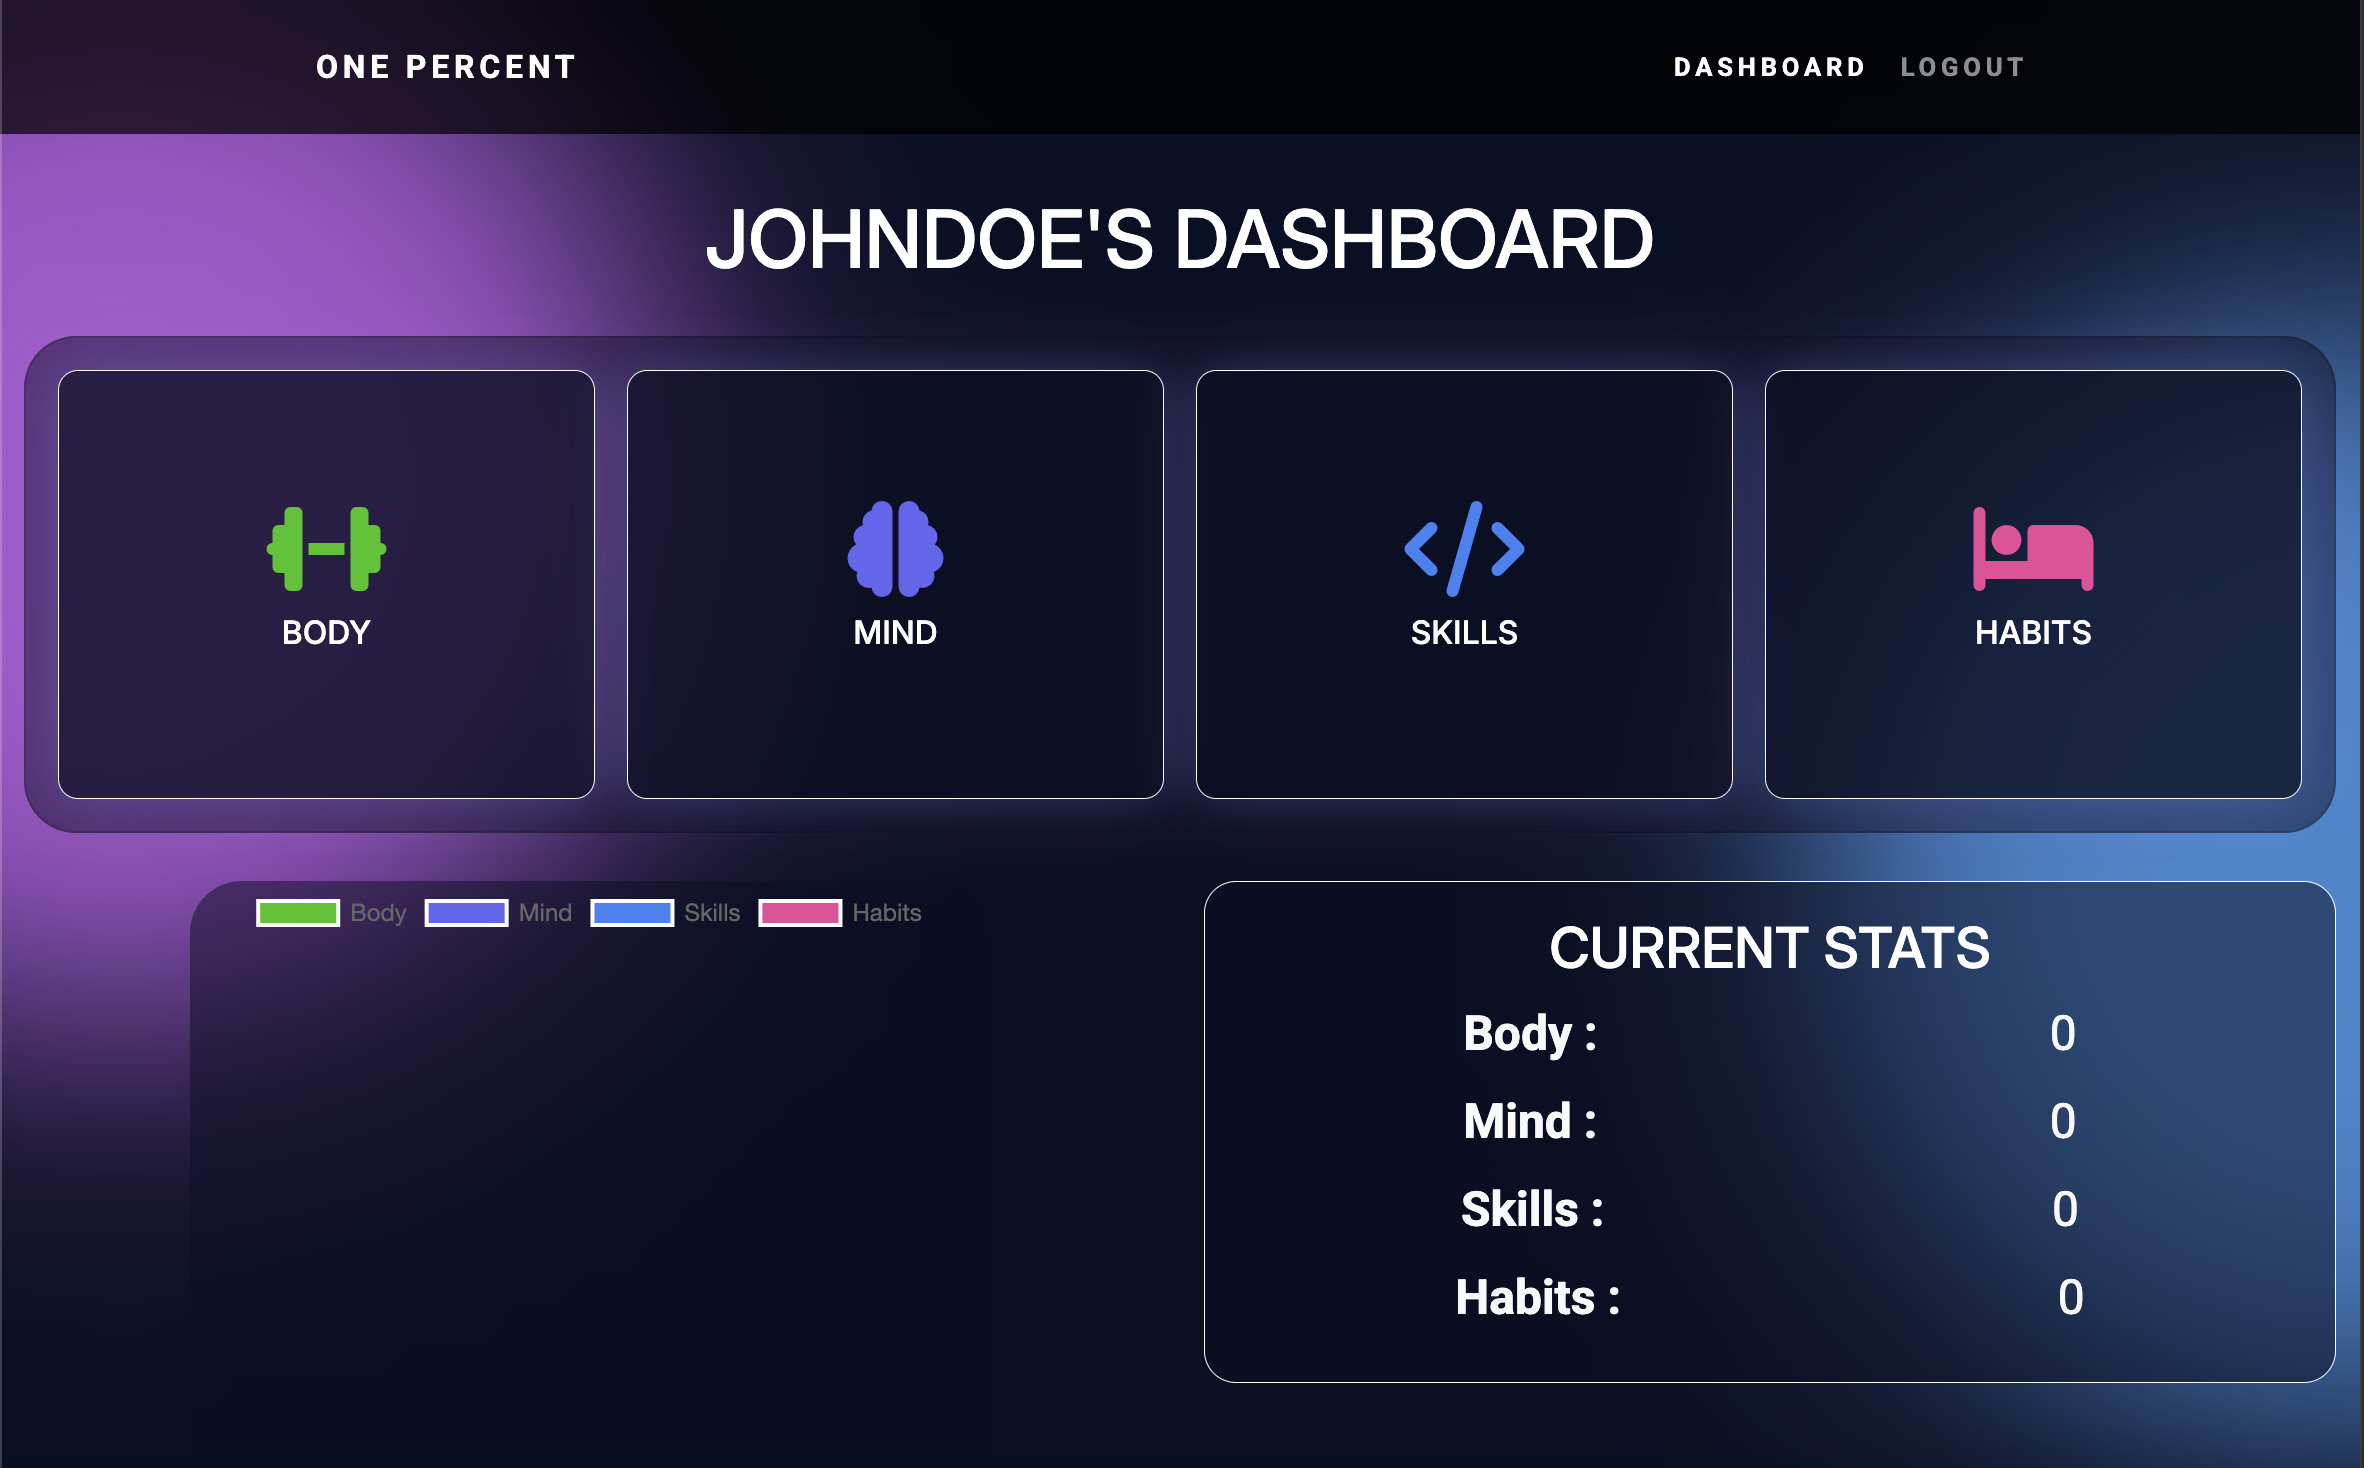 ONE PERCENT
DASHBOARD LOGOUT
JOHNDOE'S DASHBOARD
BODY
MIND
SKILLS
HABITS
Body Mind Skills Habits
CURRENT STATS
Body : 0
Mind : 0
Skills : 0
Habits : 0